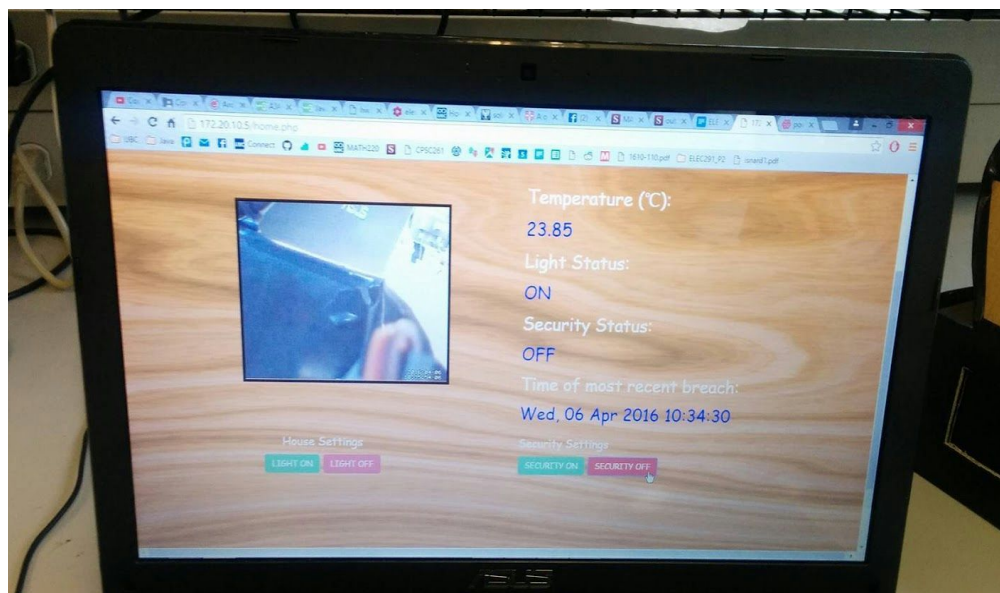 172.20.10.5/home.php
UBC Java Connect MATH220 CPSC261 1610-110.pdf ELEC291_P2
Temperature (°C):
23.85
Light Status:
ON
Security Status:
OFF
Time of most recent breach:
Wed, 06 Apr 2016 10:34:30
House Settings
LIGHT ON LIGHT OFF
Security Settings
SECURITY ON SECURITY OFF
ASUS